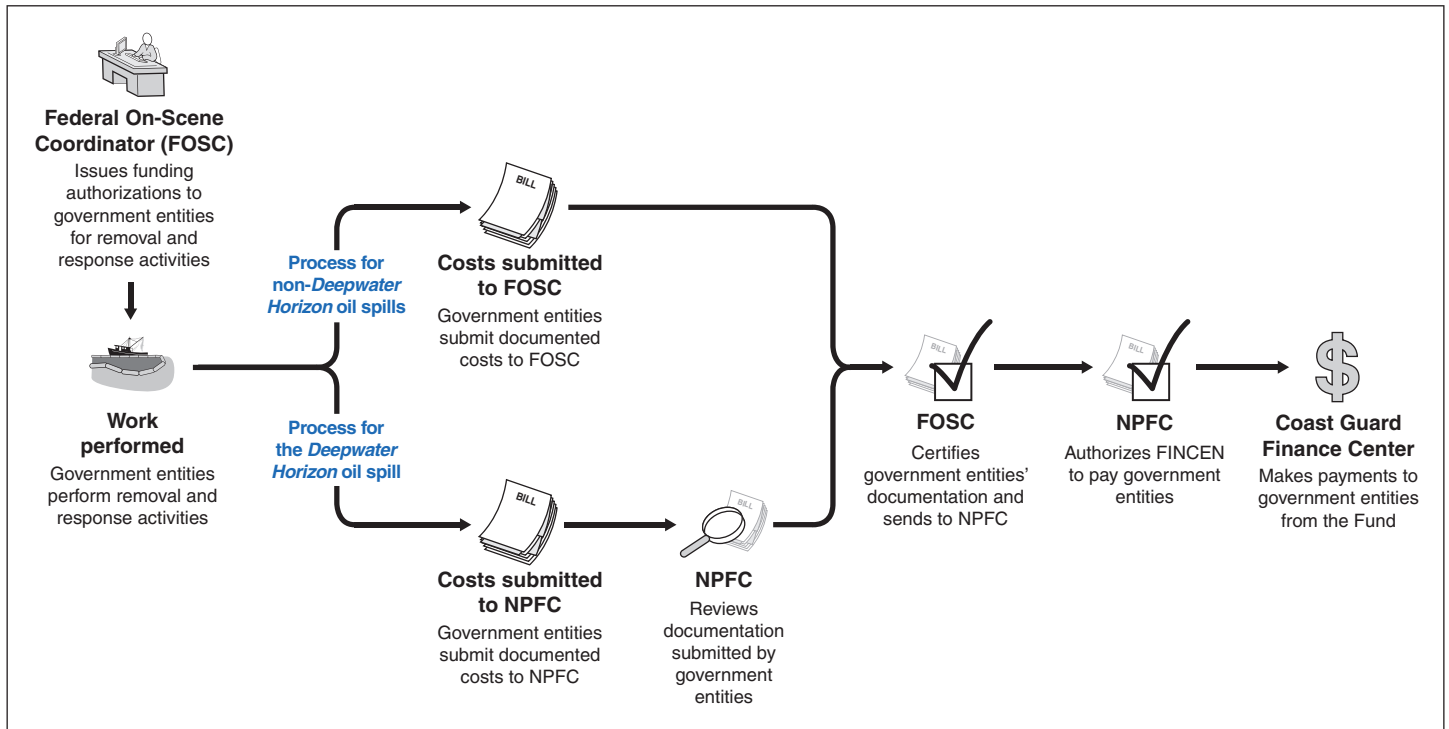 Federal On-Scene
Coordinator (FOSC)
Issues funding
authorizations to
government entities
for removal and
response activities
Work
performed
Government entities
perform removal and
response activities
Process for
non-Deepwater
Horizon oil spills
BILL
Costs submitted
to FOSC
Government entities
submit documented
costs to FOSC
Process for
the Deepwater
Horizon oil spill
BILL
Costs submitted
to NPFC
Government entities
submit documented
costs to NPFC
BILL
NPFC
Reviews
documentation
submitted by
government
entities
BILL
FOSC
Certifies
government entities’
documentation and
sends to NPFC
BILL
NPFC
Authorizes FINCEN
to pay government
entities
$
Coast Guard
Finance Center
Makes payments to
government entities
from the Fund